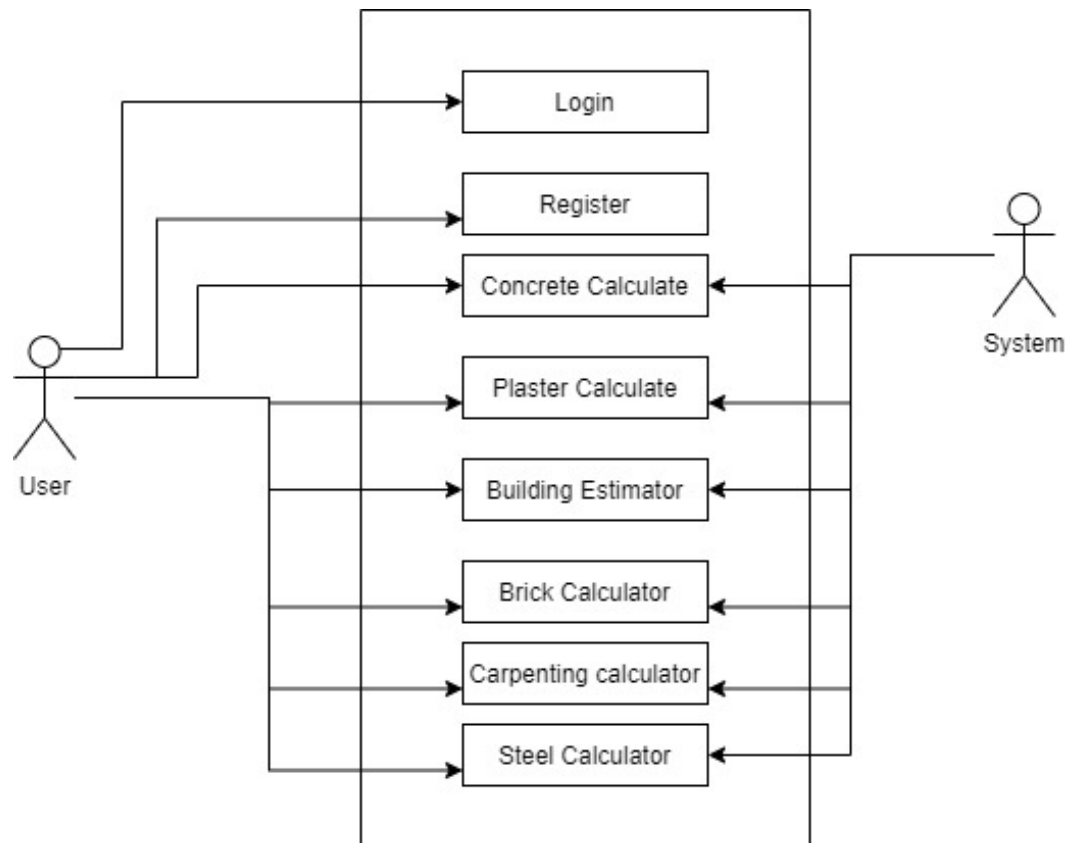 Login
Register
Concrete Calculate
System
Plaster Calculate
User
Building Estimator
Brick Calculator
Carpenting calculator
Steel Calculator